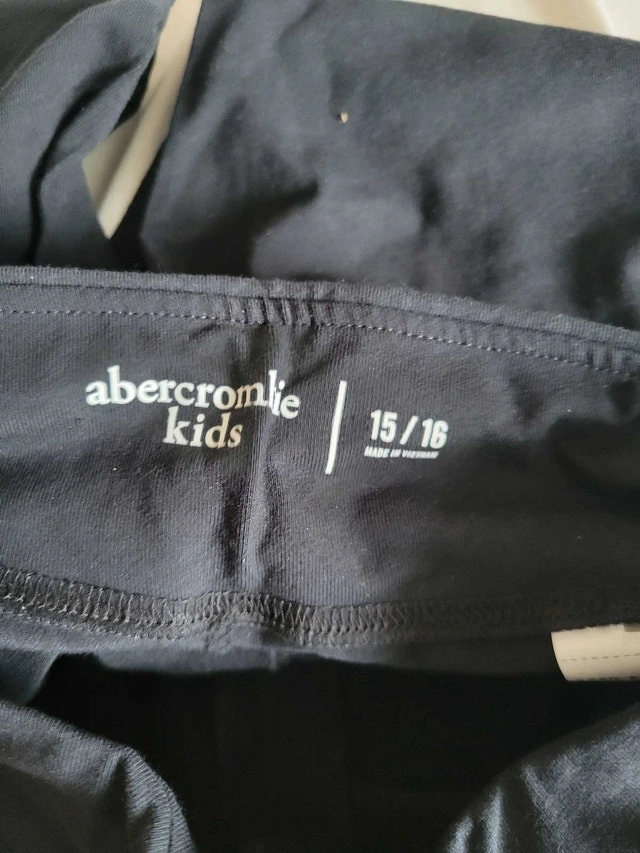 abercrombie
kids
15/16
MADE IN VIETNAM